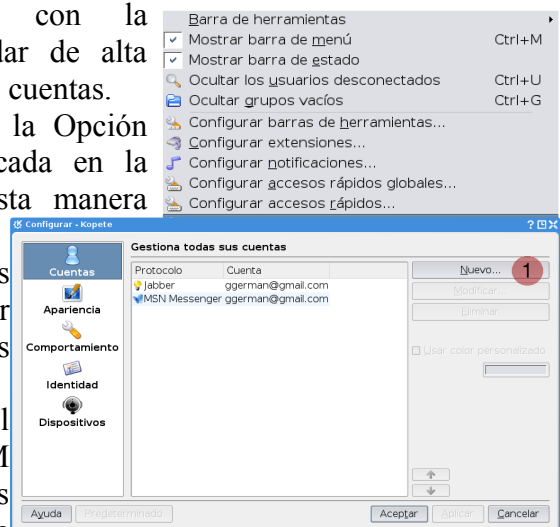 con la
lar de alta
cuentas.
la Opción
cada en la
sta manera
s
r
s
l
M
s
Barra de herramientas
Mostrar barra de menú Ctrl+M
Mostrar barra de estado
Ocultar los usuarios desconectados Ctrl+U
Ocultar grupos vacíos Ctrl+G
Configurar barras de herramientas...
Configurar extensiones...
Configurar notificaciones...
Configurar accesos rápidos globales...
Configurar accesos rápidos...
Configurar - Kopete
Cuentas
Apariencia
Comportamiento
Identidad
Dispositivos
Gestiona todas sus cuentas
Protocolo Cuenta
Jabber ggerman@gmail.com
MSN Messenger ggerman@gmail.com
Nuevo... 1
Modificar...
Eliminar
Usar color personalizado
Ayuda Predeterminado Aceptar Aplicar Cancelar